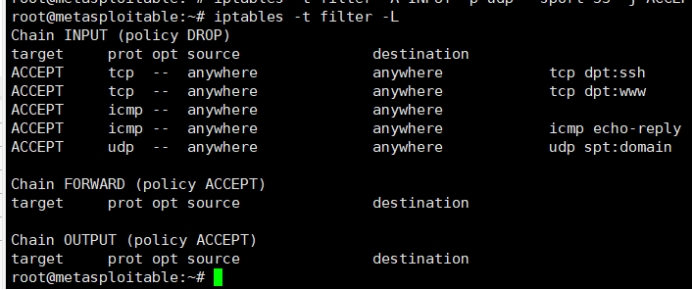 root@metasploitable:~# iptables -t filter -A INPUT -p udp --sport 53 -j ACCEPT
root@metasploitable:~# iptables -t filter -L
Chain INPUT (policy DROP)
target     prot opt source               destination
ACCEPT     tcp  --  anywhere             anywhere            tcp dpt:ssh
ACCEPT     tcp  --  anywhere             anywhere            tcp dpt:www
ACCEPT     icmp --  anywhere             anywhere
ACCEPT     icmp --  anywhere             anywhere            icmp echo-reply
ACCEPT     udp  --  anywhere             anywhere            udp spt:domain
Chain FORWARD (policy ACCEPT)
target     prot opt source               destination
Chain OUTPUT (policy ACCEPT)
target     prot opt source               destination
root@metasploitable:~#